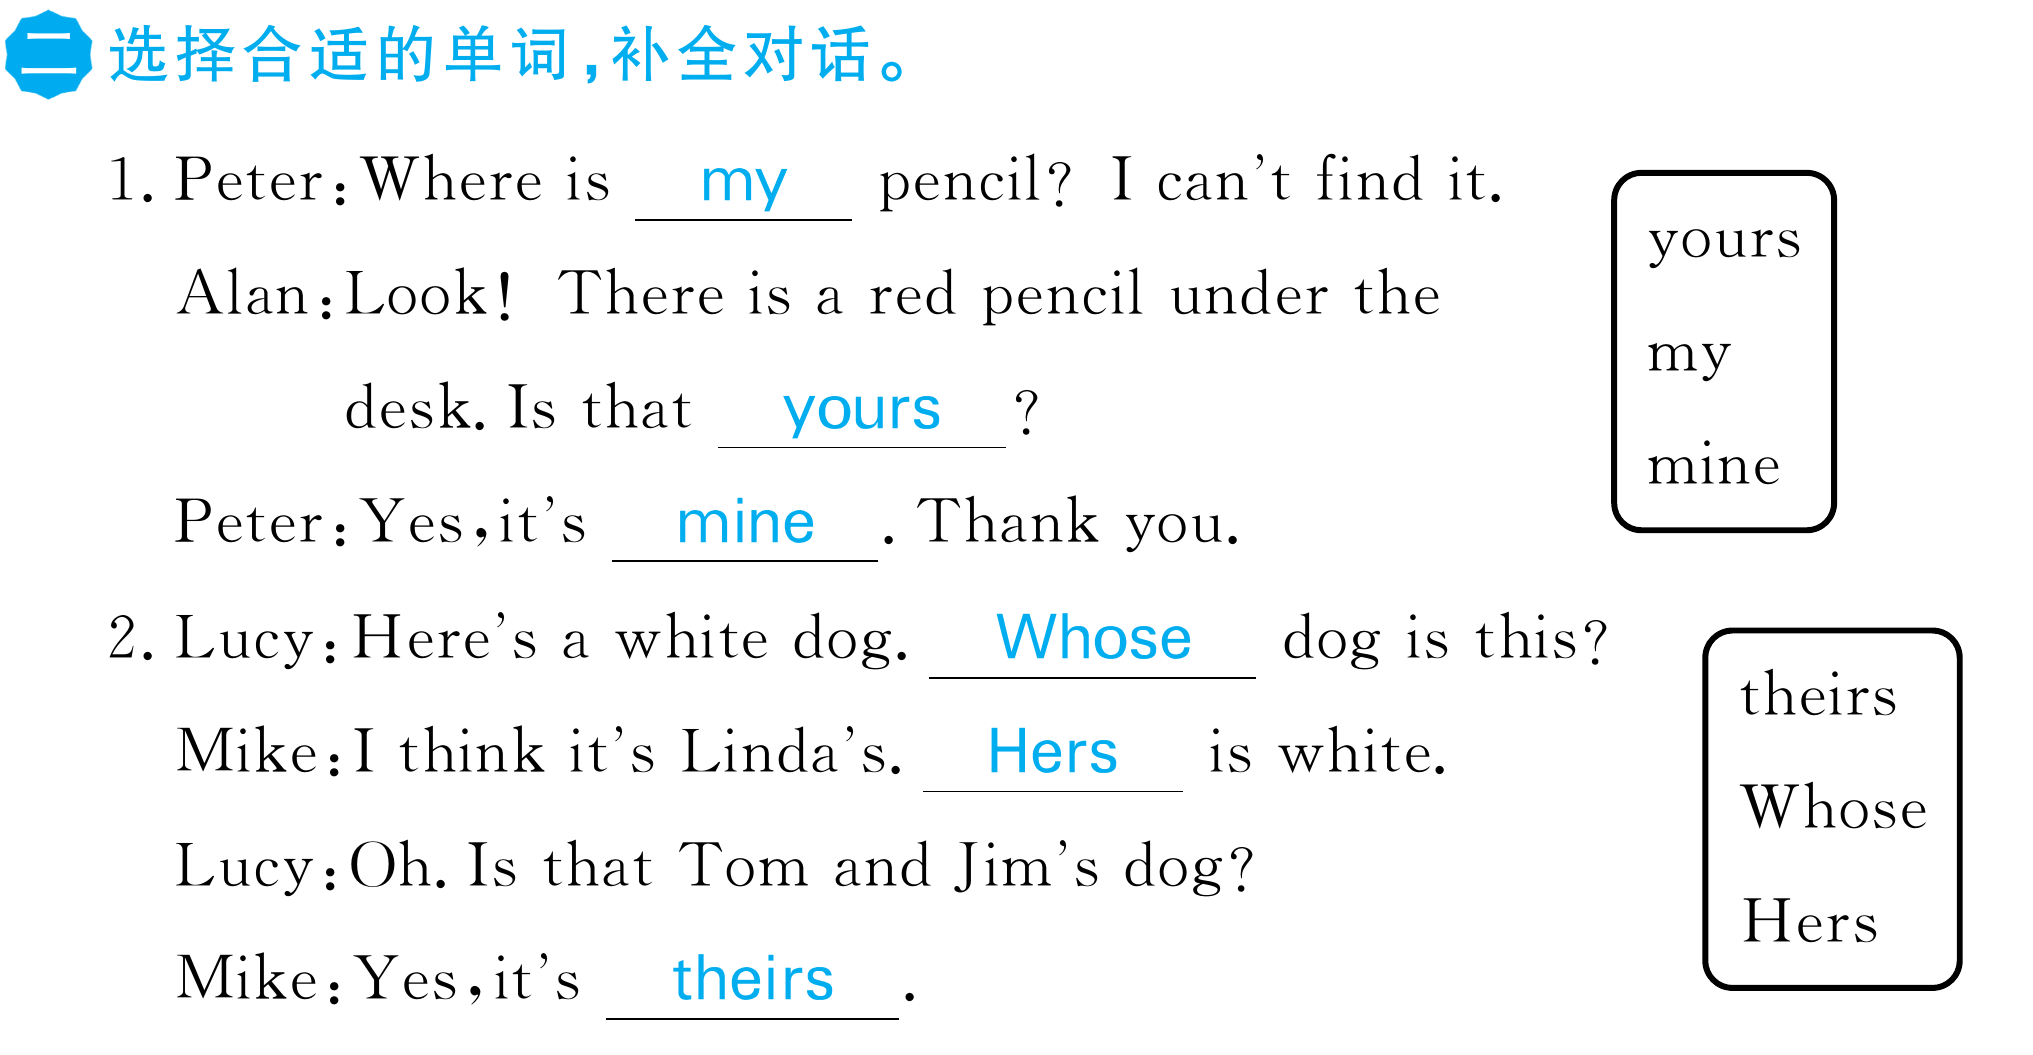 二 选择合适的单词,补全对话。
1. Peter:Where is my pencil? I can't find it.
Alan:Look! There is a red pencil under the
desk. Is that yours?
Peter:Yes,it's mine. Thank you.
yours
my
mine
2. Lucy:Here's a white dog. Whose dog is this?
Mike:I think it's Linda's. Hers is white.
Lucy:Oh. Is that Tom and Jim's dog?
Mike:Yes,it's theirs.
theirs
Whose
Hers